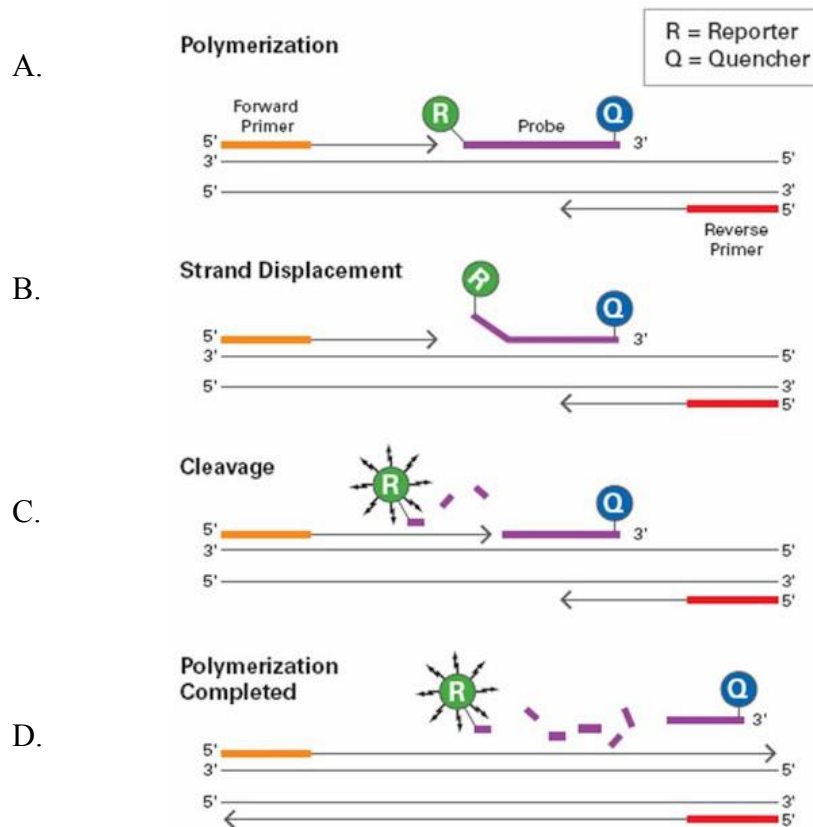 R = Reporter
Q = Quencher
A.
Polymerization
Forward
Primer
R
Probe
Q
5'
3'
3'
5'
5'
3'
5'
Reverse
Primer
B.
Strand Displacement
R
Q
5'
3'
3'
5'
5'
3'
5'
C.
Cleavage
R
Q
5'
3'
3'
5'
5'
3'
5'
D.
Polymerization
Completed
R
Q
3'
5'
3'
5'
5'
3'
5'